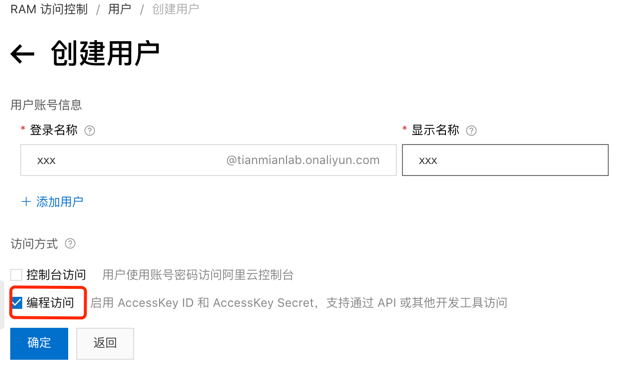 RAM 访问控制 / 用户 / 创建用户
← 创建用户
用户账号信息
* 登录名称 ? * 显示名称 ?
xxx @tianmianlab.onaliyun.com xxx
+ 添加用户
访问方式 ?
控制台访问 用户使用账号密码访问阿里云控制台
编程访问 启用 AccessKey ID 和 AccessKey Secret，支持通过 API 或其他开发工具访问
确定 返回